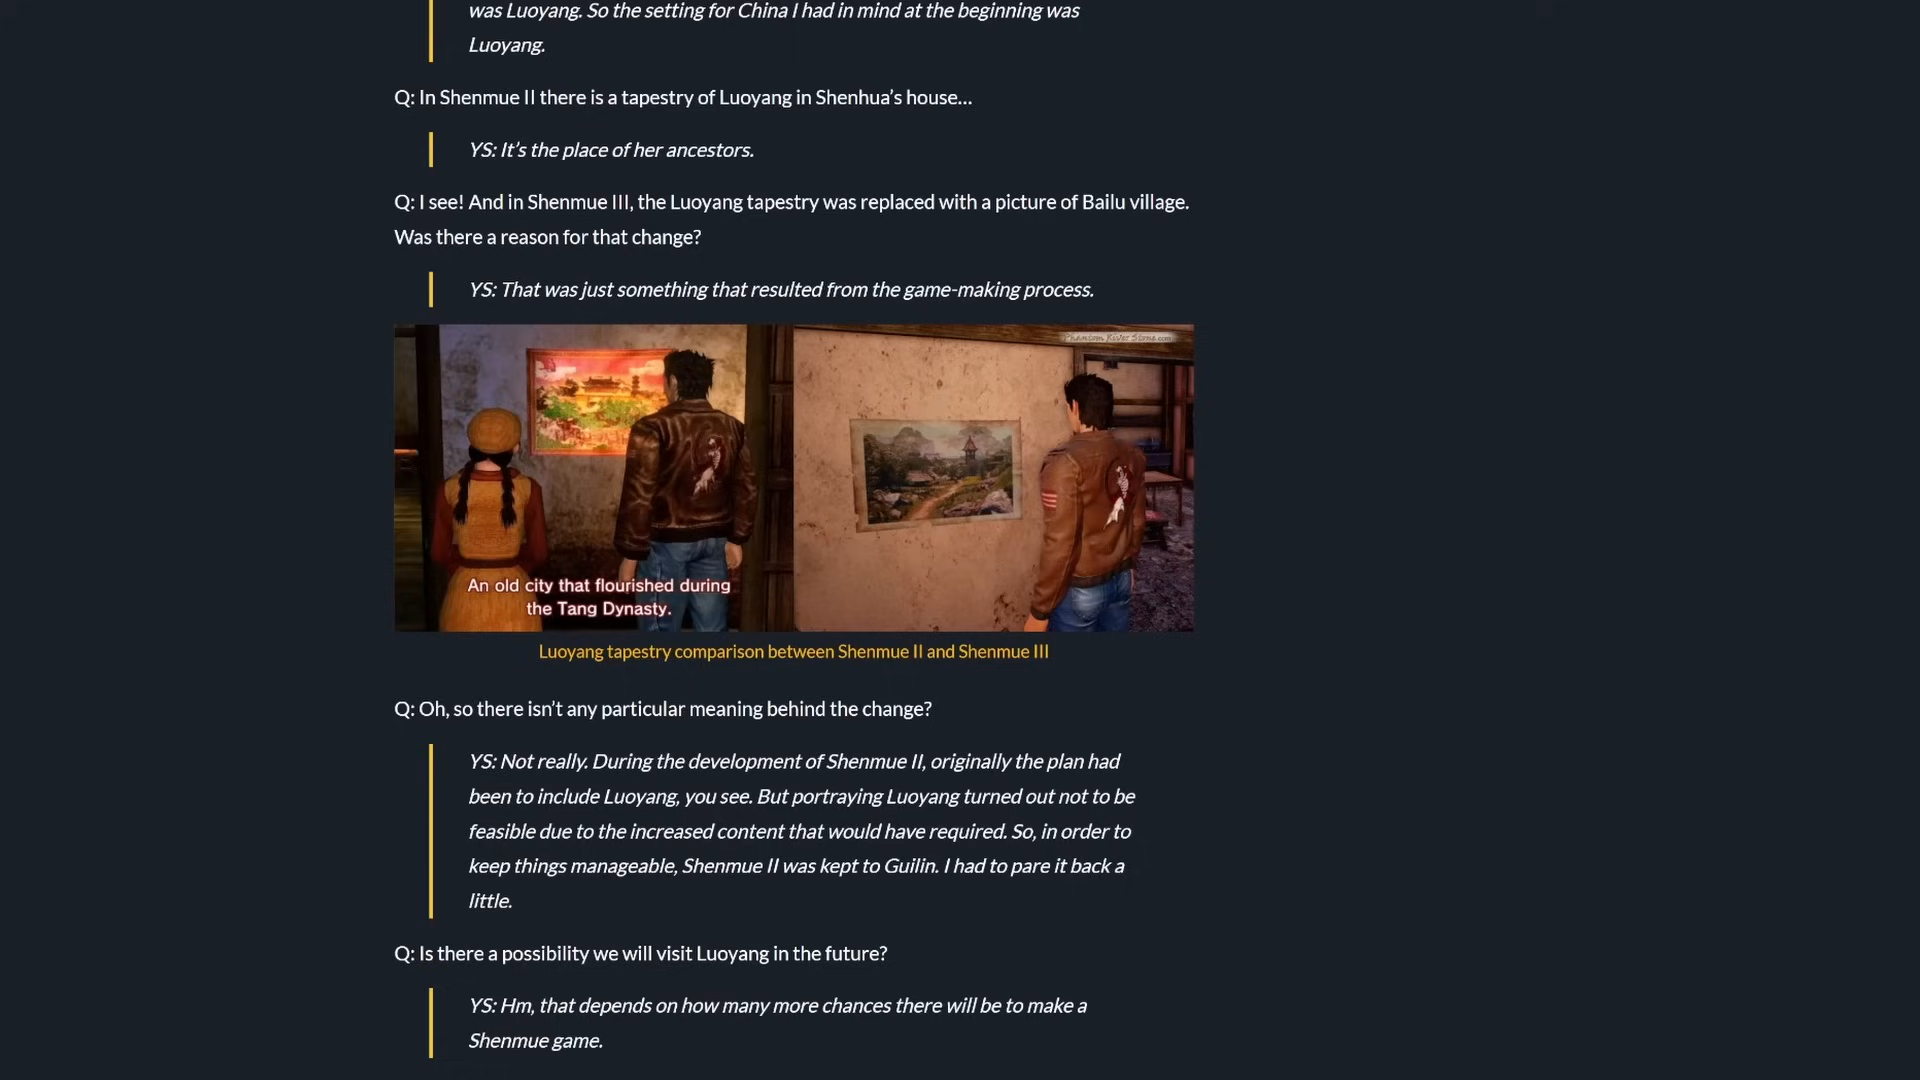 was Luoyang. So the setting for China I had in mind at the beginning was
Luoyang.
Q: In Shenmue II there is a tapestry of Luoyang in Shenhua’s house…
YS: It’s the place of her ancestors.
Q: I see! And in Shenmue III, the Luoyang tapestry was replaced with a picture of Bailu village.
Was there a reason for that change?
YS: That was just something that resulted from the game-making process.
Phantom River Stone.com
An old city that flourished during
the Tang Dynasty.
Luoyang tapestry comparison between Shenmue II and Shenmue III
Q: Oh, so there isn’t any particular meaning behind the change?
YS: Not really. During the development of Shenmue II, originally the plan had
been to include Luoyang, you see. But portraying Luoyang turned out not to be
feasible due to the increased content that would have required. So, in order to
keep things manageable, Shenmue II was kept to Guilin. I had to pare it back a
little.
Q: Is there a possibility we will visit Luoyang in the future?
YS: Hm, that depends on how many more chances there will be to make a
Shenmue game.